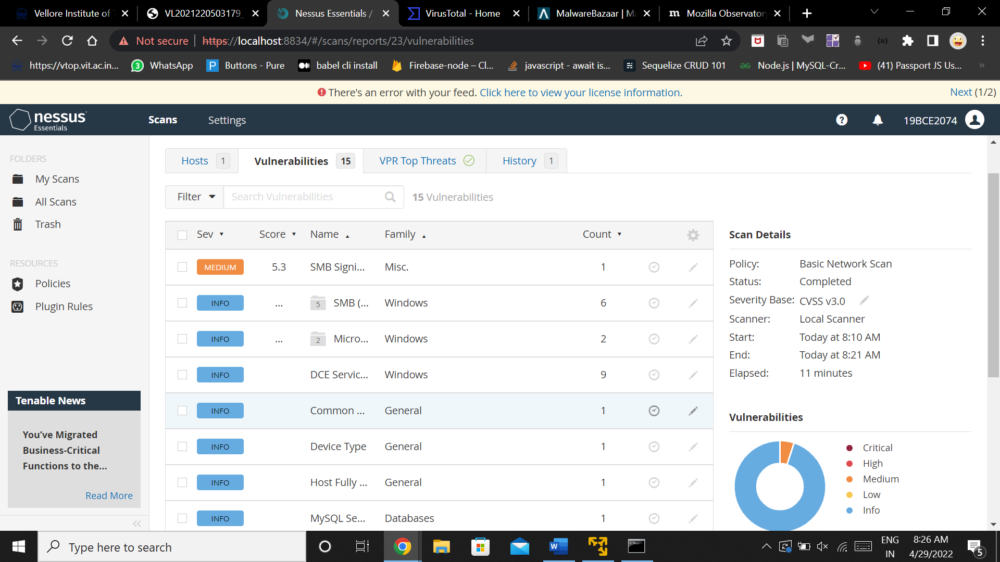 Vellore Institute of T
VL2021220503179_
Nessus Essentials /
VirusTotal - Home
MalwareBazaar | Ma
Mozilla Observatory
Not secure
https://localhost:8834/#/scans/reports/23/vulnerabilities
https://vtop.vit.ac.in...
3
WhatsApp
P
Buttons - Pure
babel cli install
Firebase-node – Cl...
javascript - await is...
Sequelize CRUD 101
Node.js | MySQL-Cr...
(41) Passport JS Us...
»
There's an error with your feed. Click here to view your license information.
Next (1/2)
nessus
Essentials
Scans
Settings
19BCE2074
FOLDERS
My Scans
All Scans
Trash
RESOURCES
Policies
Plugin Rules
Tenable News
You've Migrated
Business-Critical
Functions to the...
Read More
Hosts 1
Vulnerabilities 15
VPR Top Threats
History 1
Filter
Search Vulnerabilities
15 Vulnerabilities
Sev Score Name Family Count
MEDIUM 5.3 SMB Signi... Misc. 1
INFO ... 5 SMB (... Windows 6
INFO ... 2 Micro... Windows 2
INFO DCE Servic... Windows 9
INFO Common ... General 1
INFO Device Type General 1
INFO Host Fully ... General 1
INFO MySQL Se... Databases 1
Scan Details
Policy: Basic Network Scan
Status: Completed
Severity Base: CVSS v3.0
Scanner: Local Scanner
Start: Today at 8:10 AM
End: Today at 8:21 AM
Elapsed: 11 minutes
Vulnerabilities
Critical
High
Medium
Low
Info
Type here to search
ENG
IN
8:26 AM
4/29/2022
5